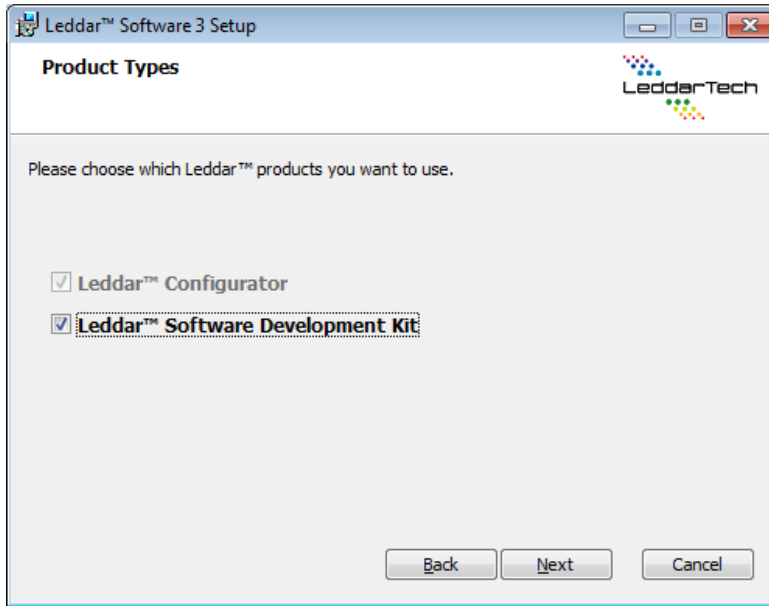 Leddar™ Software 3 Setup
Product Types
LeddarTech
Please choose which Leddar™ products you want to use.
Leddar™ Configurator
Leddar™ Software Development Kit
Back
Next
Cancel